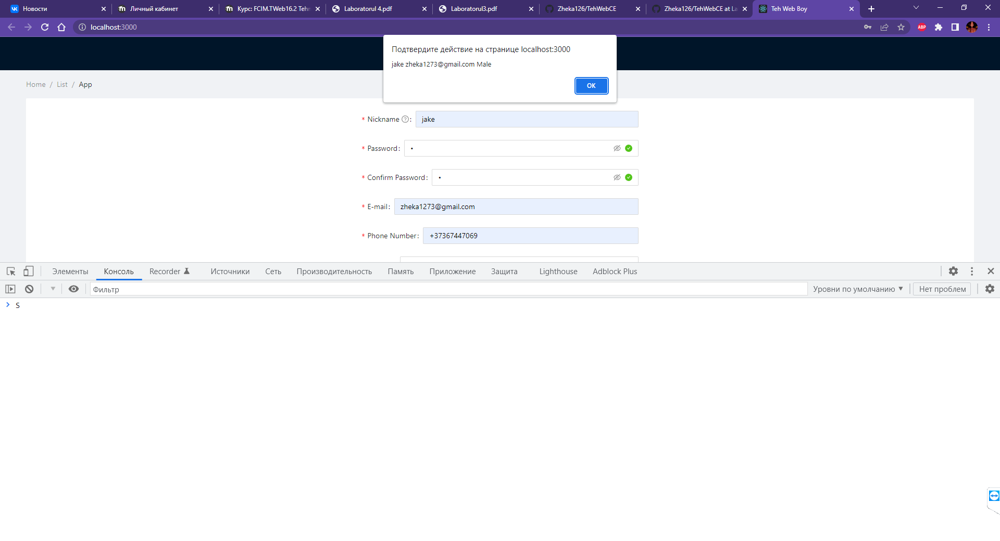 Новости
Личный кабинет
Курс: FCIM.TWeb16.2 Tehn
Laboratorul 4.pdf
Laboratorul3.pdf
Zheka126/TehWebCE
Zheka126/TehWebCE at La
Teh Web Boy
localhost:3000
ABP
Подтвердите действие на странице localhost:3000
jake zheka1273@gmail.com Male
OK
Home / List / App
* Nickname : jake
* Password: •
* Confirm Password: •
* E-mail: zheka1273@gmail.com
* Phone Number: +37367447069
Элементы Консоль Recorder Источники Сеть Производительность Память Приложение Защита Lighthouse Adblock Plus
Фильтр Уровни по умолчанию Нет проблем
> S